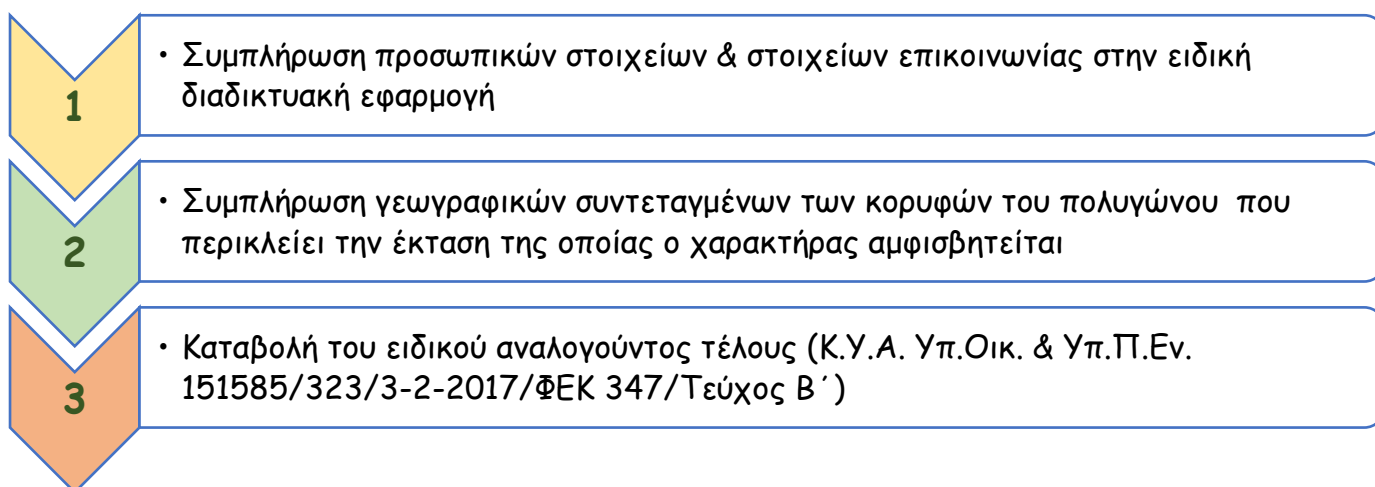 1
• Συμπλήρωση προσωπικών στοιχείων & στοιχείων επικοινωνίας στην ειδική
διαδικτυακή εφαρμογή
2
• Συμπλήρωση γεωγραφικών συντεταγμένων των κορυφών του πολυγώνου που
περικλείει την έκταση της οποίας ο χαρακτήρας αμφισβητείται
3
• Καταβολή του ειδικού αναλογούντος τέλους (Κ.Υ.Α. Υπ.Οικ. & Υπ.Π.Εν.
151585/323/3-2-2017/ΦΕΚ 347/Τεύχος Β΄)